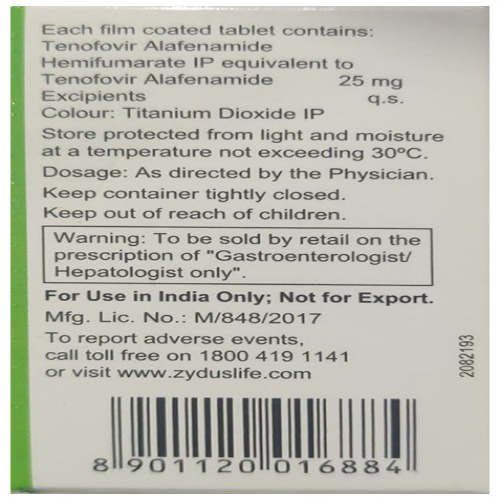 Each film coated tablet contains:
Tenofovir Alafenamide
Hemifumarate IP equivalent to
Tenofovir Alafenamide 25 mg
Excipients q.s.
Colour: Titanium Dioxide IP
Store protected from light and moisture
at a temperature not exceeding 30ºC.
Dosage: As directed by the Physician.
Keep container tightly closed.
Keep out of reach of children.
Warning: To be sold by retail on the
prescription of "Gastroenterologist/
Hepatologist only".
For Use in India Only; Not for Export.
Mfg. Lic. No.: M/848/2017
To report adverse events,
call toll free on 1800 419 1141
or visit www.zyduslife.com
2082193
8 901120 016884